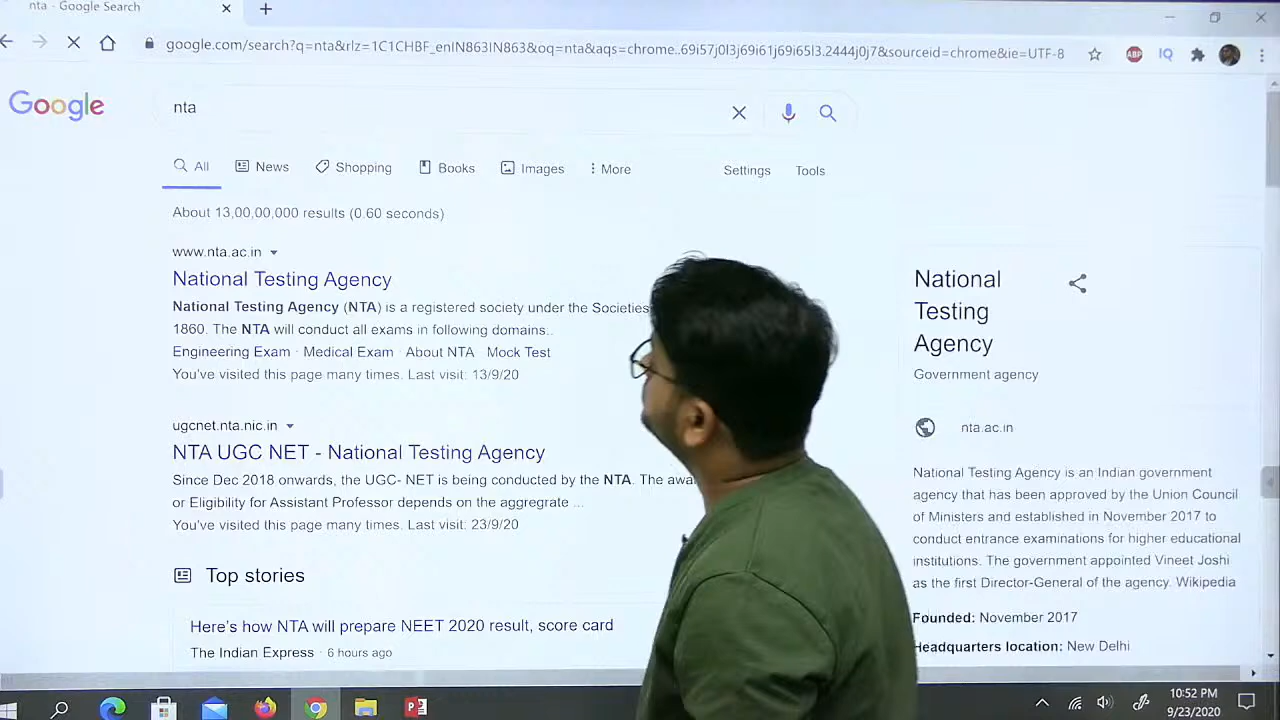 nta - Google Search
google.com/search?q=nta&rlz=1C1CHBF_enIN863IN863&oq=nta&aqs=chrome..69i57j0l3j69i61j69i65l3.2444j0j7&sourceid=chrome&ie=UTF-8
ABP
IQ
Google
nta
All
News
Shopping
Books
Images
More
Settings
Tools
About 13,00,00,000 results (0.60 seconds)
www.nta.ac.in
National Testing Agency
National Testing Agency (NTA) is a registered society under the Societies
1860. The NTA will conduct all exams in following domains..
Engineering Exam · Medical Exam · About NTA · Mock Test
You've visited this page many times. Last visit: 13/9/20
ugcnet.nta.nic.in
NTA UGC NET - National Testing Agency
Since Dec 2018 onwards, the UGC- NET is being conducted by the NTA. The
or Eligibility for Assistant Professor depends on the aggregrate ...
You've visited this page many times. Last visit: 23/9/20
Top stories
Here's how NTA will prepare NEET 2020 result, score card
The Indian Express · 6 hours ago
National
Testing
Agency
Government agency
nta.ac.in
National Testing Agency is an Indian government
agency that has been approved by the Union Council
of Ministers and established in November 2017 to
conduct entrance examinations for higher educational
institutions. The government appointed Vineet Joshi
as the first Director-General of the agency. Wikipedia
Founded: November 2017
Headquarters location: New Delhi
10:52 PM
9/23/2020